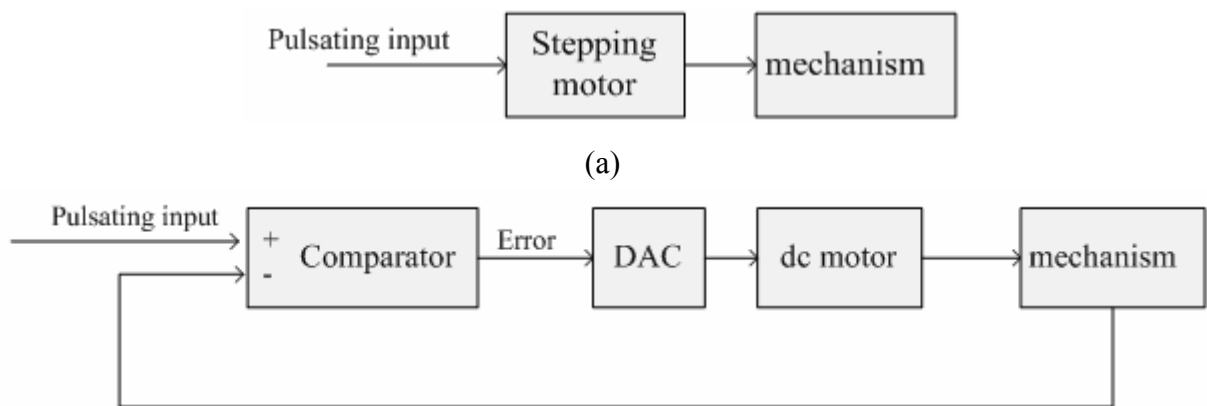 Pulsating input
Stepping
motor
mechanism
(a)
Pulsating input
+
-
Comparator
Error
DAC
dc motor
mechanism